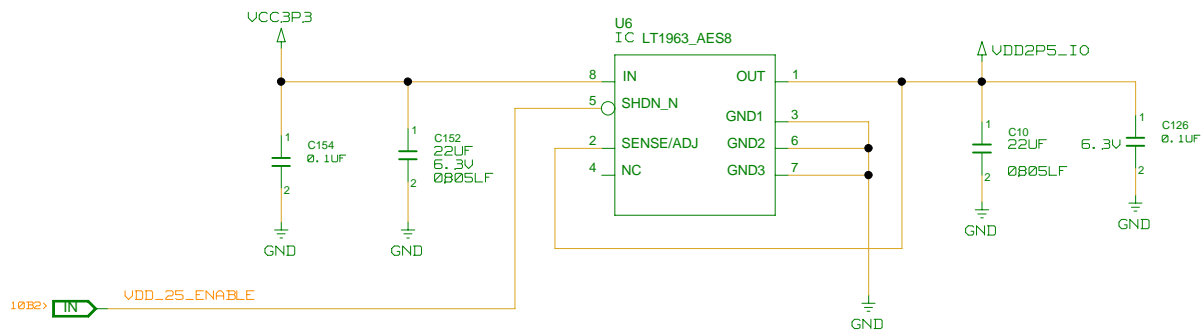 VCC3P3
U6
IC LT1963_AES8
VDD2P5_IO
8 IN OUT 1
5 SHDN_N
GND1 3
2 SENSE/ADJ GND2 6
4 NC GND3 7
1
C154
0.1UF
2
1
C152
22UF
6.3V
0805LF
2
1
C10
22UF
6.3V
0805LF
2
1
C126
0.1UF
2
GND
GND
GND
GND
VDD_25_ENABLE
IN
GND